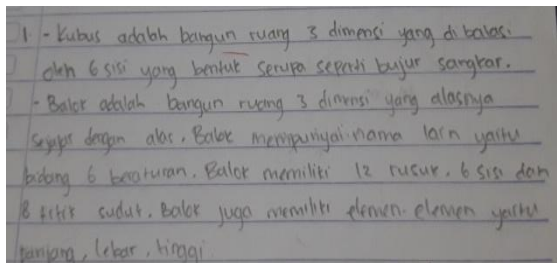 1. - Kubus adalah bangun ruang 3 dimensi yang di batasi
oleh 6 sisi yang bentuk serupa seperti bujur sangkar.
- Balok adalah bangun ruang 3 dimensi yang alasnya
sejajar dengan alas. Balok mempunyai nama lain yaitu
bidang 6 beraturan. Balok memiliki 12 rusuk, 6 sisi dan
8 titik sudut. Balok juga memiliki elemen-elemen yaitu
panjang, lebar, tinggi